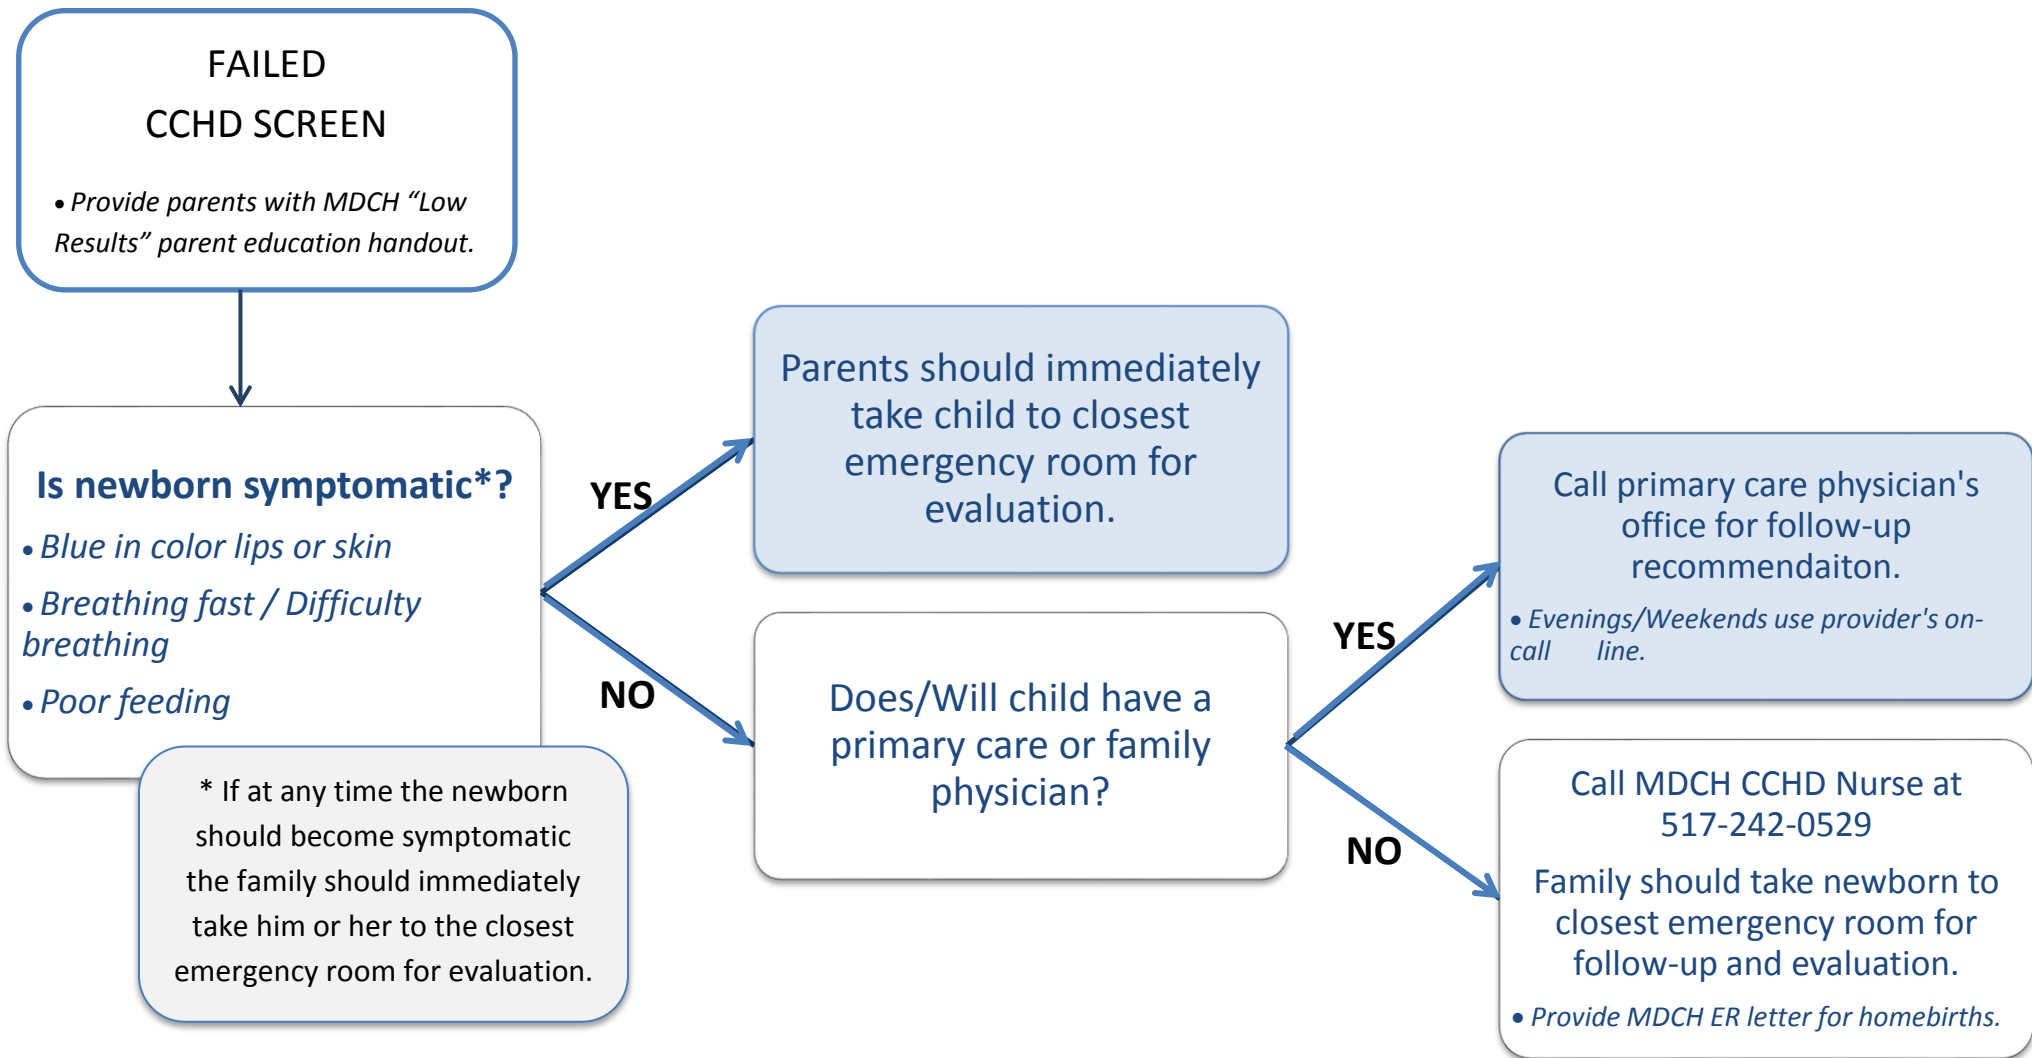 FAILED
CCHD SCREEN
• Provide parents with MDCH “Low
Results” parent education handout.
Is newborn symptomatic*?
• Blue in color lips or skin
• Breathing fast / Difficulty
breathing
• Poor feeding
* If at any time the newborn
should become symptomatic
the family should immediately
take him or her to the closest
emergency room for evaluation.
YES
NO
Parents should immediately
take child to closest
emergency room for
evaluation.
Does/Will child have a
primary care or family
physician?
YES
NO
Call primary care physician's
office for follow-up
recommendaiton.
• Evenings/Weekends use provider's on-
call line.
Call MDCH CCHD Nurse at
517-242-0529
Family should take newborn to
closest emergency room for
follow-up and evaluation.
• Provide MDCH ER letter for homebirths.